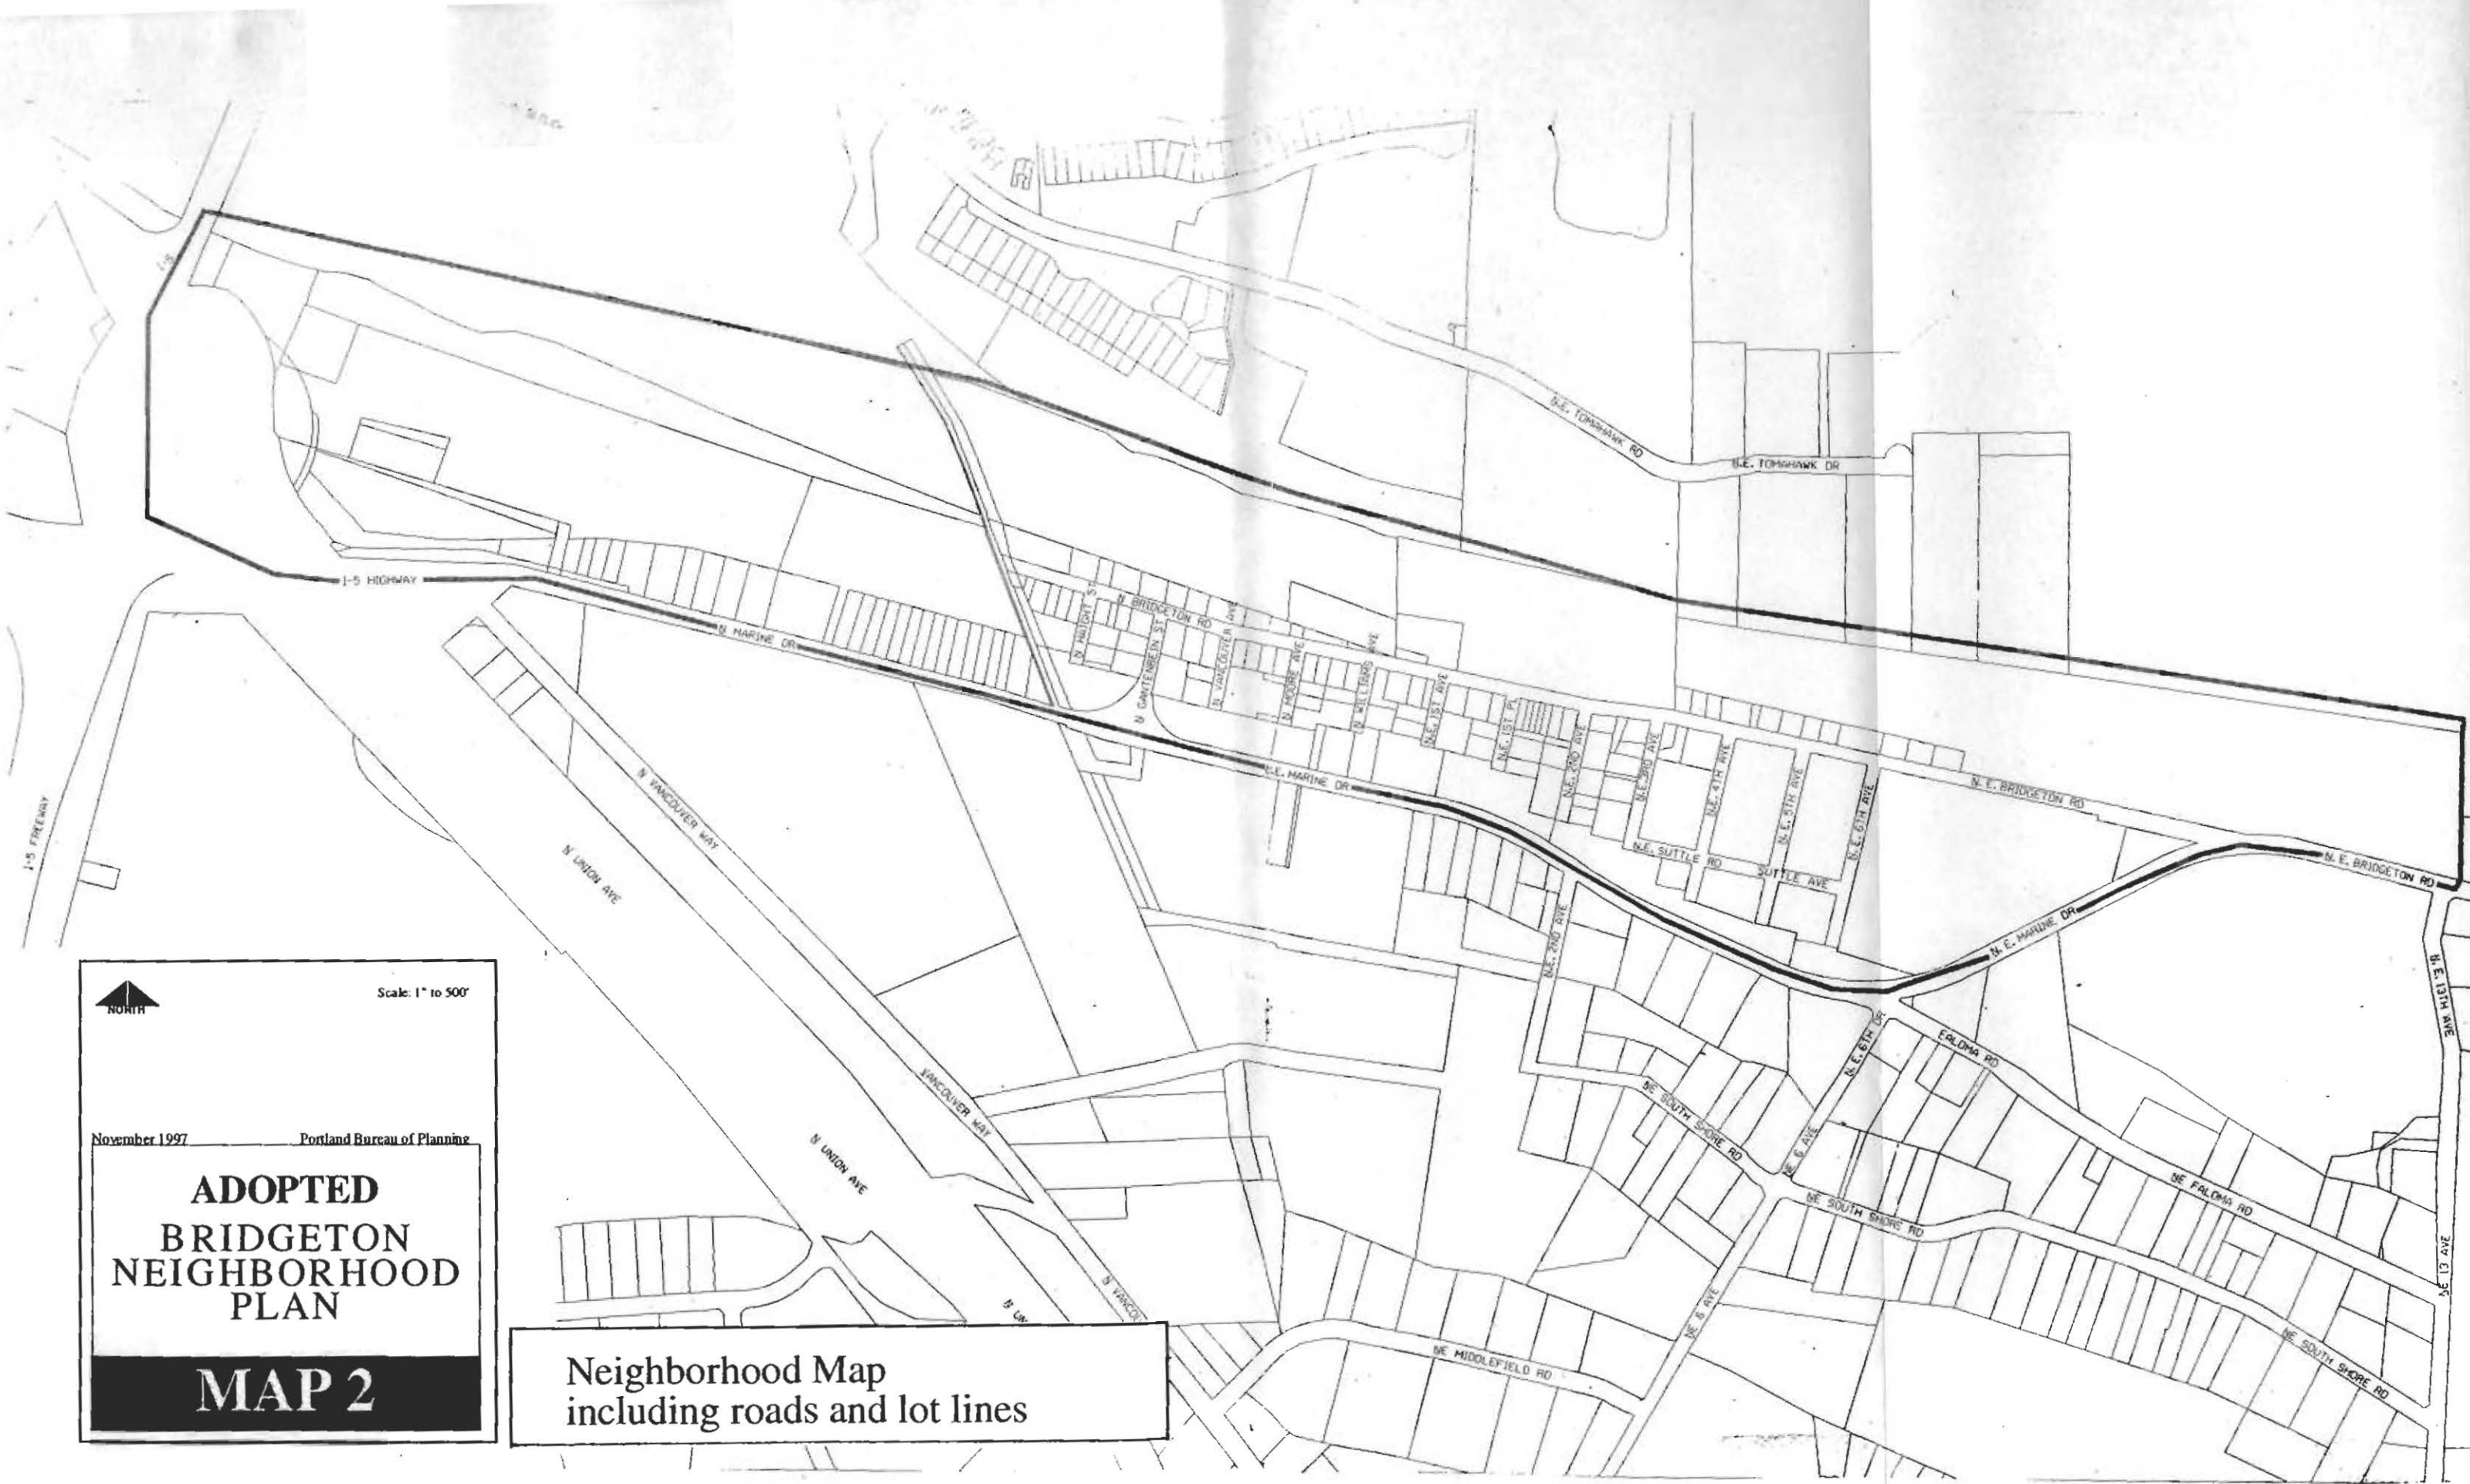 I-5
N.E. TOMAHAWK RD
N.E. TOMAHAWK DR
I-5 HIGHWAY
N MARINE DR
N HAIGHT ST
N BRIDGETON RD
N GANTENBEIN ST
N VANCOUVER AVE
N MOORE AVE
N WILLIAMS AVE
N.E. 1ST AVE
N.E. 1ST PL
N.E. 2ND AVE
N.E. 3RD AVE
N.E. 4TH AVE
N.E. 5TH AVE
N.E. 6TH AVE
N.E. BRIDGETON RD
N.E. MARINE DR
N.E. SUTTLE RD
SUTTLE AVE
N.E. BRIDGETON RD
N.E. MARINE DR
N.E. 13TH AVE
N VANCOUVER WAY
N UNION AVE
I-5 FREEWAY
N.E. 2ND AVE
N.E. 6TH DR
FALOMA RD
VANCOUVER WAY
NE SOUTH SHORE RD
NE 6 AVE
N UNION AVE
NE SOUTH SHORE RD
NE FALOMA RD
NE 13 AVE
N UN
N VANCOU
NE 6 AVE
NE MIDDLEFIELD RD
NE SOUTH SHORE RD
NORTH
Scale: 1" to 500'
November 1997
Portland Bureau of Planning
ADOPTED
BRIDGETON
NEIGHBORHOOD
PLAN
MAP 2
Neighborhood Map
including roads and lot lines